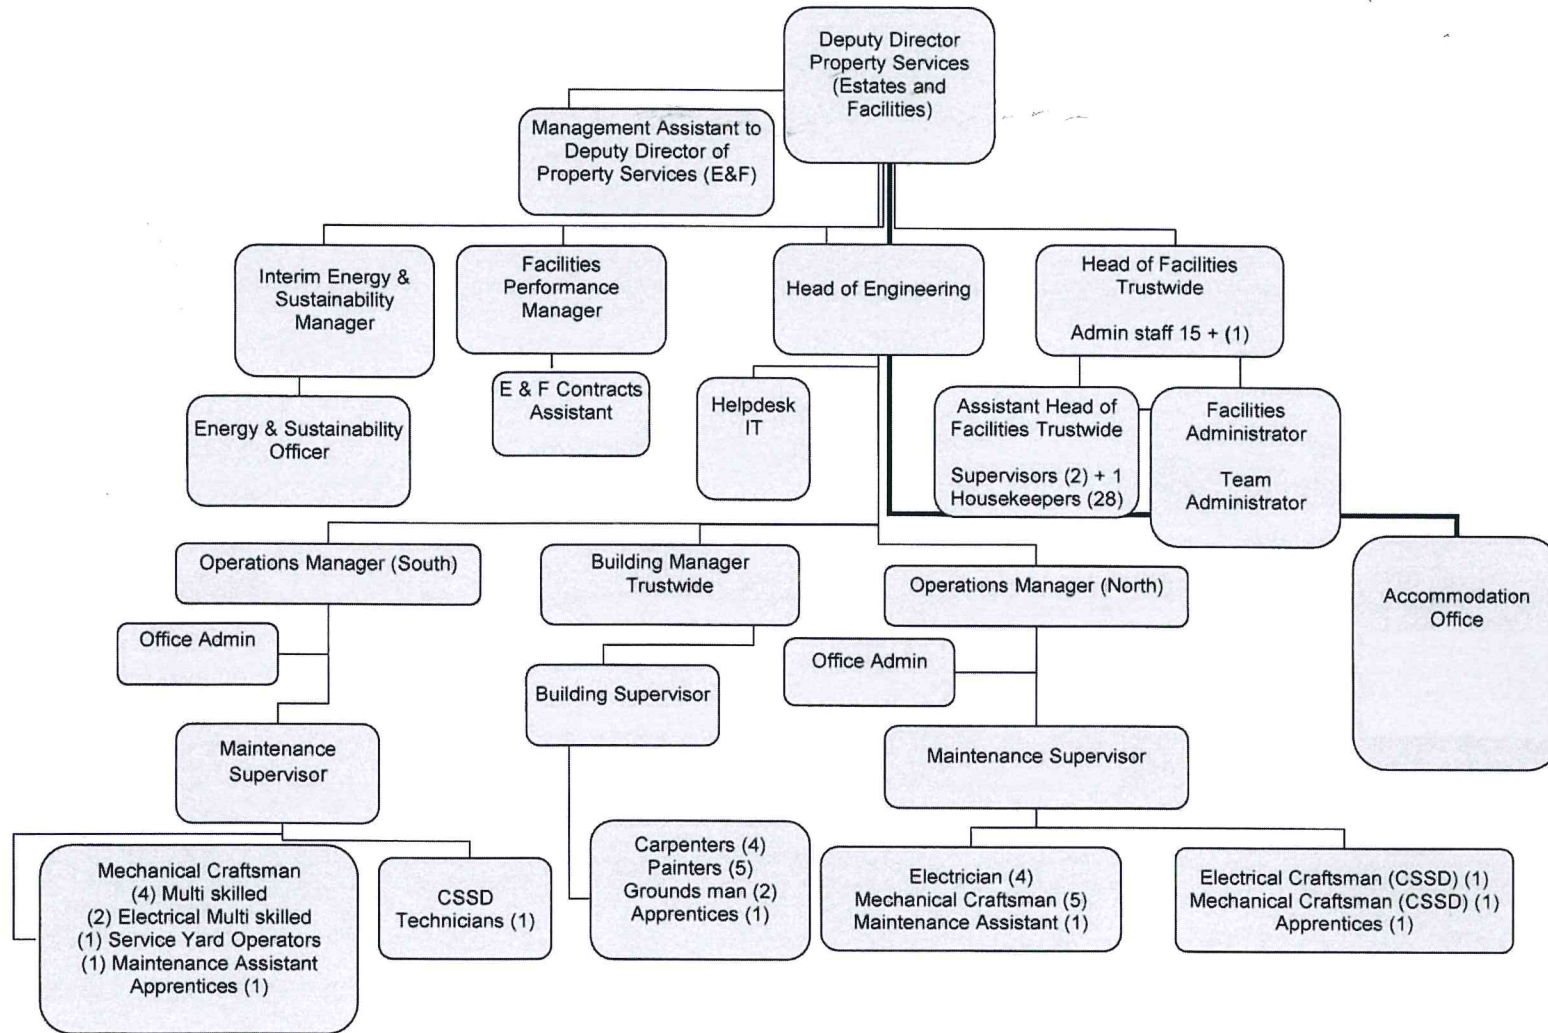 Deputy Director
Property Services
(Estates and
Facilities)
Management Assistant to
Deputy Director of
Property Services (E&F)
Interim Energy &
Sustainability
Manager
Facilities
Performance
Manager
Head of Engineering
Head of Facilities
Trustwide
Admin staff 15 + (1)
Energy & Sustainability
Officer
E & F Contracts
Assistant
Helpdesk
IT
Assistant Head of
Facilities Trustwide
Supervisors (2) + 1
Housekeepers (28)
Facilities
Administrator
Team
Administrator
Operations Manager (South)
Building Manager
Trustwide
Operations Manager (North)
Accommodation
Office
Office Admin
Building Supervisor
Office Admin
Maintenance
Supervisor
Maintenance Supervisor
Mechanical Craftsman
(4) Multi skilled
(2) Electrical Multi skilled
(1) Service Yard Operators
(1) Maintenance Assistant
Apprentices (1)
CSSD
Technicians (1)
Carpenters (4)
Painters (5)
Grounds man (2)
Apprentices (1)
Electrician (4)
Mechanical Craftsman (5)
Maintenance Assistant (1)
Electrical Craftsman (CSSD) (1)
Mechanical Craftsman (CSSD) (1)
Apprentices (1)